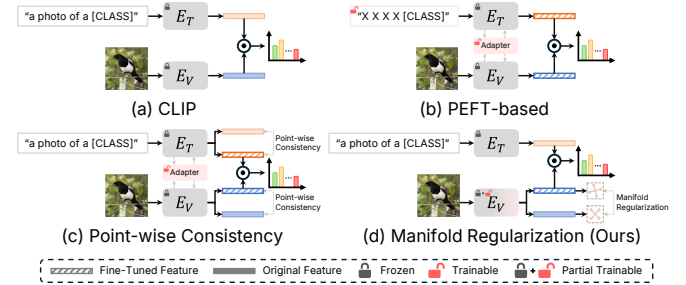 "a photo of a [CLASS]"
E_T
E_V
(a) CLIP
"X X X X [CLASS]"
E_T
Adapter
E_V
(b) PEFT-based
"a photo of a [CLASS]"
E_T
Point-wise
Consistency
Adapter
E_V
Point-wise
Consistency
(c) Point-wise Consistency
"a photo of a [CLASS]"
E_T
E_V
Manifold
Regularization
(d) Manifold Regularization (Ours)
Fine-Tuned Feature
Original Feature
Frozen
Trainable
+
Partial Trainable